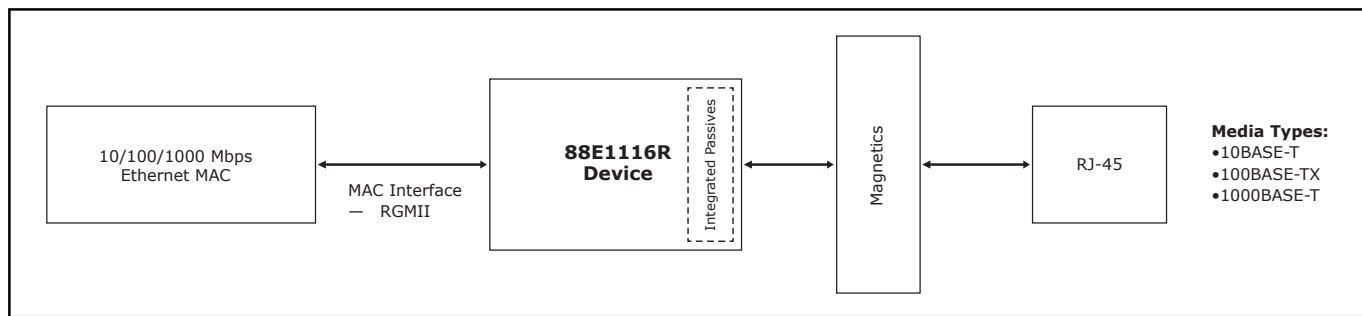 10/100/1000 Mbps
Ethernet MAC
MAC Interface
— RGMII
88E1116R
Device
Integrated Passives
Magnetics
RJ-45
Media Types:
•10BASE-T
•100BASE-TX
•1000BASE-T